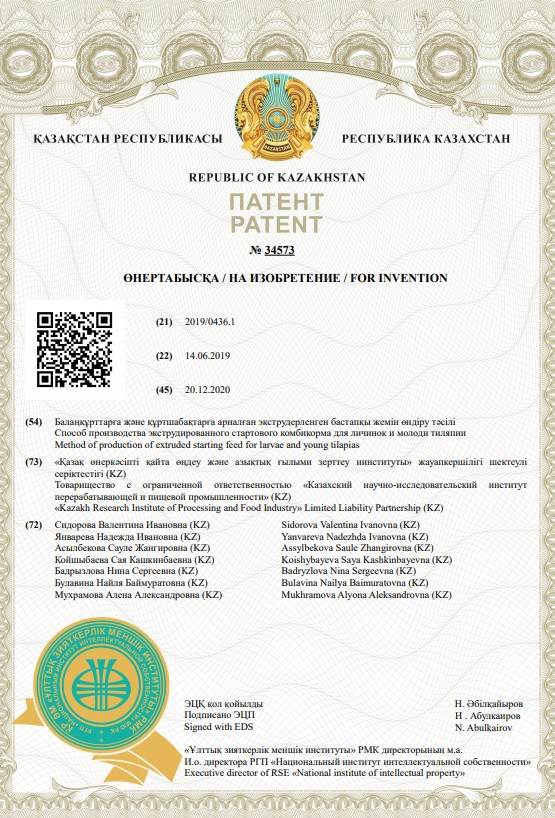 ҚАЗАҚСТАН РЕСПУБЛИКАСЫ
РЕСПУБЛИКА КАЗАХСТАН
REPUBLIC OF KAZAKHSTAN
ПАТЕНТ
PATENT
№ 34573
ӨНЕРТАБЫСҚА / НА ИЗОБРЕТЕНИЕ / FOR INVENTION
(21) 2019/0436.1
(22) 14.06.2019
(45) 20.12.2020
(54) Балаңқұрттарға және құртшабақтарға арналған экструдерленген бастапқы жемін өндіру тәсілі
Способ производства экструдированного стартового комбикорма для личинок и молоди тиляпии
Method of production of extruded starting feed for larvae and young tilapias
(73) «Қазақ өнеркәсіпті қайта өңдеу және азықтық ғылыми зерттеу иинституты» жауапкершілігі шектеулі
серіктестігі (KZ)
Товарищество с ограниченной ответственностью «Казахский научно-исследовательский институт
перерабатывающей и пищевой промышленности» (KZ)
«Kazakh Research Institute of Processing and Food Industry» Limited Liability Partnership (KZ)
(72) Сидорова Валентина Ивановна (KZ) Sidorova Valentina Ivanovna (KZ)
Январева Надежда Ивановна (KZ) Yanvareva Nadezhda Ivanovna (KZ)
Асылбекова Сауле Жангировна (KZ) Assylbekova Saule Zhangirovna (KZ)
Койшыбаева Сая Кашкинбаевна (KZ) Koishybayeva Saya Kashkinbayevna (KZ)
Бадрызлова Нина Сергеевна (KZ) Badryzlova Nina Sergeevna (KZ)
Булавина Найля Баймуратовна (KZ) Bulavina Nailya Baimuratovna (KZ)
Мухрамова Алена Александровна (KZ) Mukhramova Alyona Aleksandrovna (KZ)
ЭЦҚ қол қойылды Н. Әбілқайыров
Подписано ЭЦП Н . Абулкаиров
Signed with EDS N. Abulkairov
«Ұлттық зияткерлік меншік институты» РМК директорының м.а.
И.о. директора РГП «Национальный институт интеллектуальной собственности»
Executive director of RSE «National institute of intellectual property»